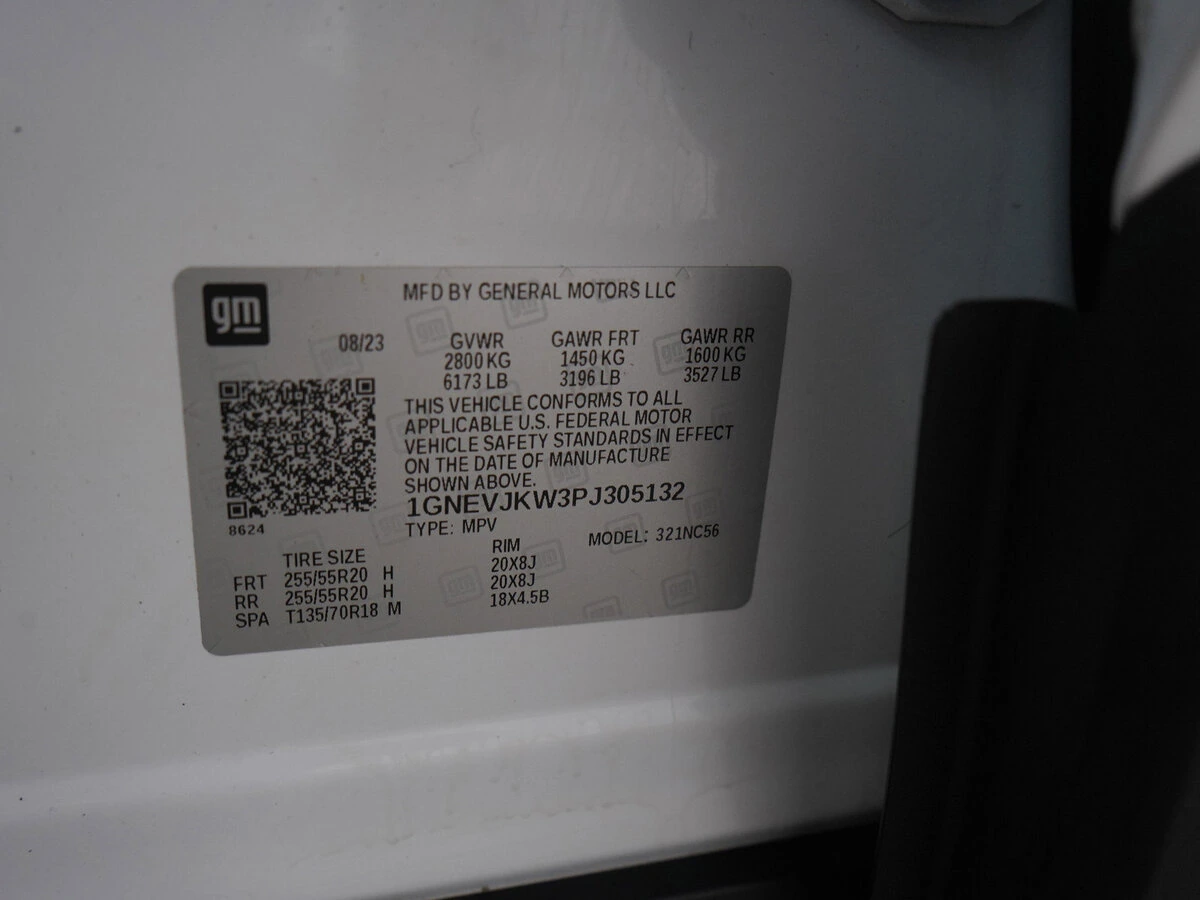 gm
MFD BY GENERAL MOTORS LLC
08/23 GVWR GAWR FRT GAWR RR
2800 KG 1450 KG 1600 KG
6173 LB 3196 LB 3527 LB
THIS VEHICLE CONFORMS TO ALL
APPLICABLE U.S. FEDERAL MOTOR
VEHICLE SAFETY STANDARDS IN EFFECT
ON THE DATE OF MANUFACTURE
SHOWN ABOVE.
1GNEVJKW3PJ305132
8624
TYPE: MPV MODEL: 321NC56
TIRE SIZE RIM
FRT 255/55R20 H 20X8J
RR 255/55R20 H 20X8J
SPA T135/70R18 M 18X4.5B